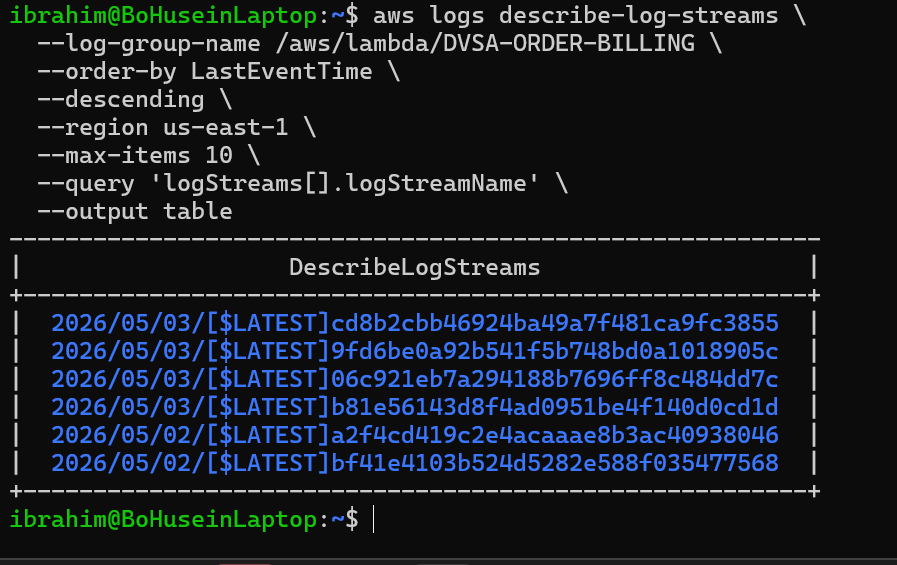 ibrahim@BoHuseinLaptop:~$ aws logs describe-log-streams \
--log-group-name /aws/lambda/DVSA-ORDER-BILLING \
--order-by LastEventTime \
--descending \
--region us-east-1 \
--max-items 10 \
--query 'logStreams[].logStreamName' \
--output table
DescribeLogStreams
2026/05/03/[$LATEST]cd8b2cbb46924ba49a7f481ca9fc3855
2026/05/03/[$LATEST]9fd6be0a92b541f5b748bd0a1018905c
2026/05/03/[$LATEST]06c921eb7a294188b7696ff8c484dd7c
2026/05/03/[$LATEST]b81e56143d8f4ad0951be4f140d0cd1d
2026/05/02/[$LATEST]a2f4cd419c2e4acaaae8b3ac40938046
2026/05/02/[$LATEST]bf41e4103b524d5282e588f035477568
ibrahim@BoHuseinLaptop:~$